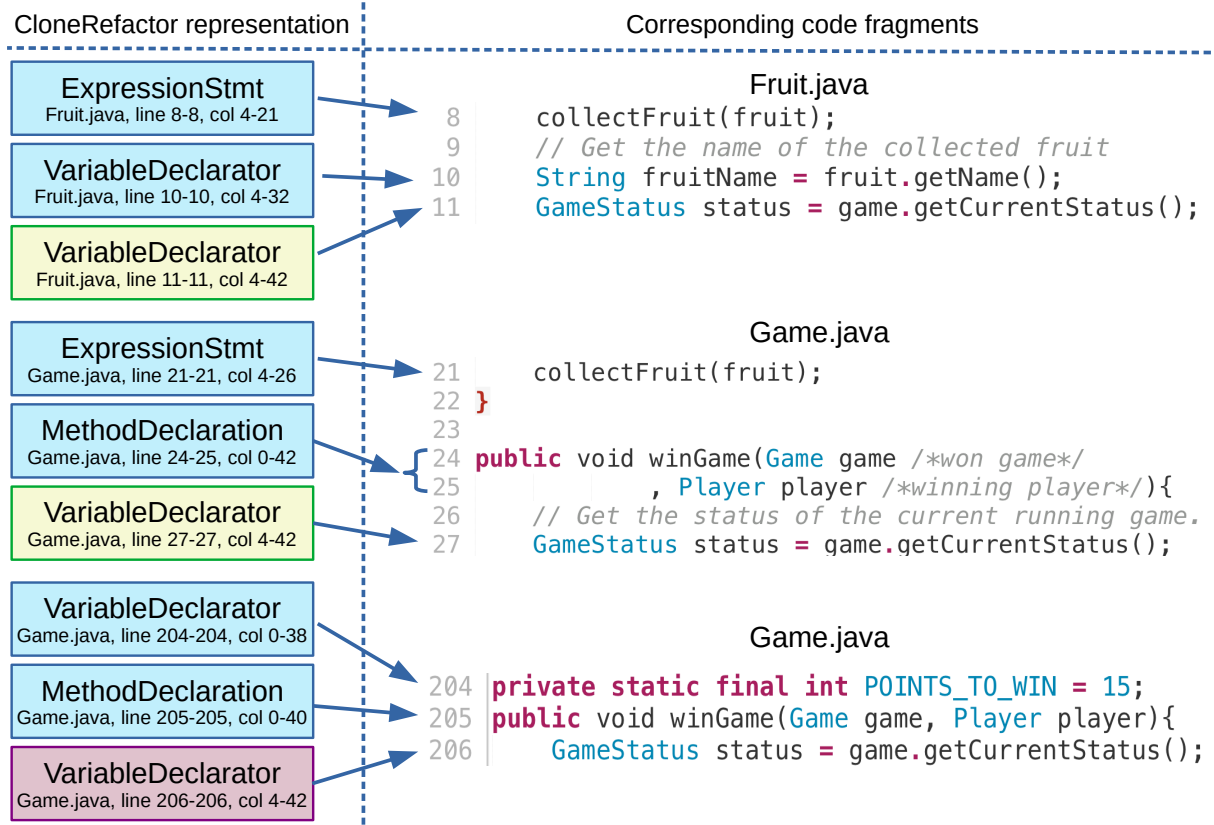 CloneRefactor representation
Corresponding code fragments
ExpressionStmt
Fruit.java, line 8-8, col 4-21
VariableDeclarator
Fruit.java, line 10-10, col 4-32
VariableDeclarator
Fruit.java, line 11-11, col 4-42
Fruit.java
8 collectFruit(fruit);
9 // Get the name of the collected fruit
10 String fruitName = fruit.getName();
11 GameStatus status = game.getCurrentStatus();
ExpressionStmt
Game.java, line 21-21, col 4-26
MethodDeclaration
Game.java, line 24-25, col 0-42
VariableDeclarator
Game.java, line 27-27, col 4-42
Game.java
21 collectFruit(fruit);
22 }
23
24 public void winGame(Game game /*won game*/
25 , Player player /*winning player*/){
26 // Get the status of the current running game.
27 GameStatus status = game.getCurrentStatus();
VariableDeclarator
Game.java, line 204-204, col 0-38
MethodDeclaration
Game.java, line 205-205, col 0-40
VariableDeclarator
Game.java, line 206-206, col 4-42
Game.java
204 private static final int POINTS_TO_WIN = 15;
205 public void winGame(Game game, Player player){
206 GameStatus status = game.getCurrentStatus();